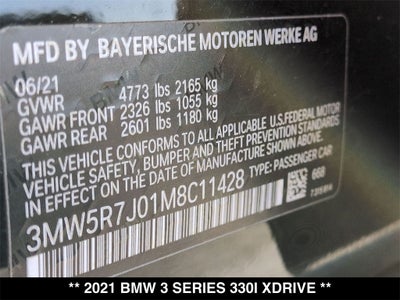 MFD BY BAYERISCHE MOTOREN WERKE AG
06/21
GVWR 4773 lbs 2165 kg
GAWR FRONT 2326 lbs 1055 kg
GAWR REAR 2601 lbs 1180 kg
THIS VEHICLE CONFORMS TO ALL APPLICABLE U.S. FEDERAL MOTOR
VEHICLE SAFETY, BUMPER, AND THEFT PREVENTION STANDARDS
IN EFFECT ON THE DATE OF MANUFACTURE SHOWN ABOVE.
3MW5R7J01M8C11428 TYPE: PASSENGER CAR
668
** 2021 BMW 3 SERIES 330I XDRIVE **